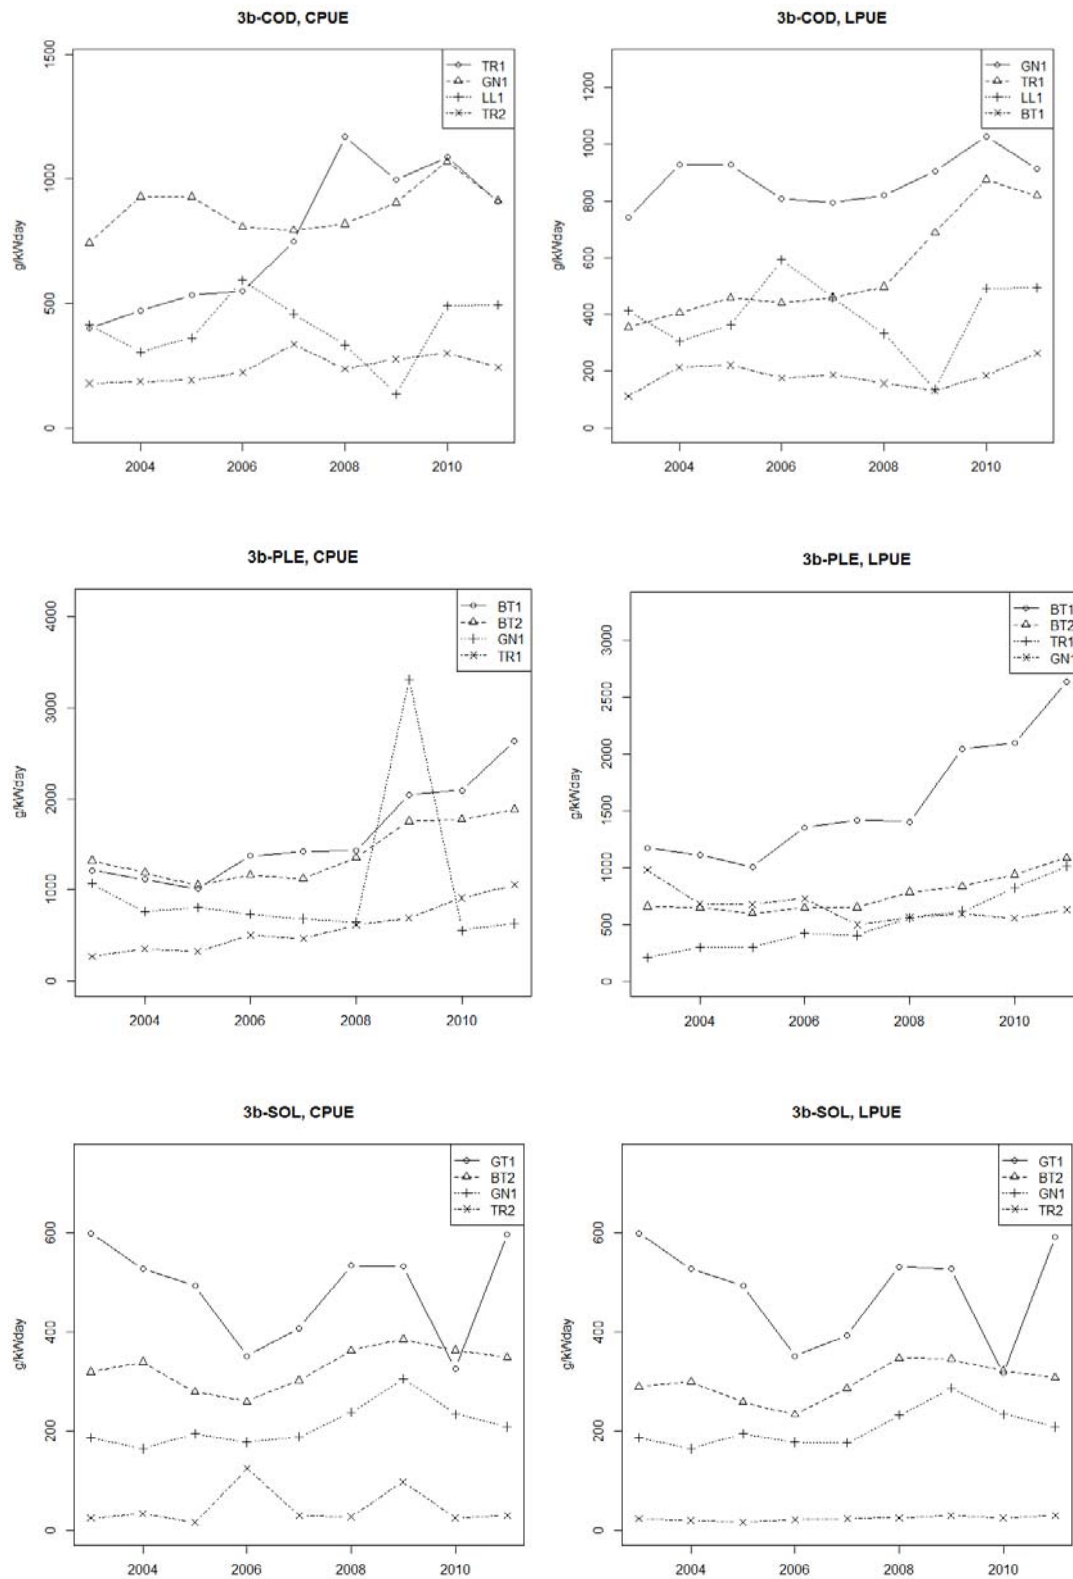 3b-COD, CPUE
1500
1000
500
0
g/kWday
TR1
GN1
LL1
TR2
2004 2006 2008 2010
3b-COD, LPUE
1200
1000
800
600
400
200
0
g/kWday
GN1
TR1
LL1
BT1
2004 2006 2008 2010
3b-PLE, CPUE
4000
3000
2000
1000
0
g/kWday
BT1
BT2
GN1
TR1
2004 2006 2008 2010
3b-PLE, LPUE
3000
2500
2000
1500
1000
500
0
g/kWday
BT1
BT2
TR1
GN1
2004 2006 2008 2010
3b-SOL, CPUE
600
400
200
0
g/kWday
GT1
BT2
GN1
TR2
2004 2006 2008 2010
3b-SOL, LPUE
600
400
200
0
g/kWday
GT1
BT2
GN1
TR2
2004 2006 2008 2010